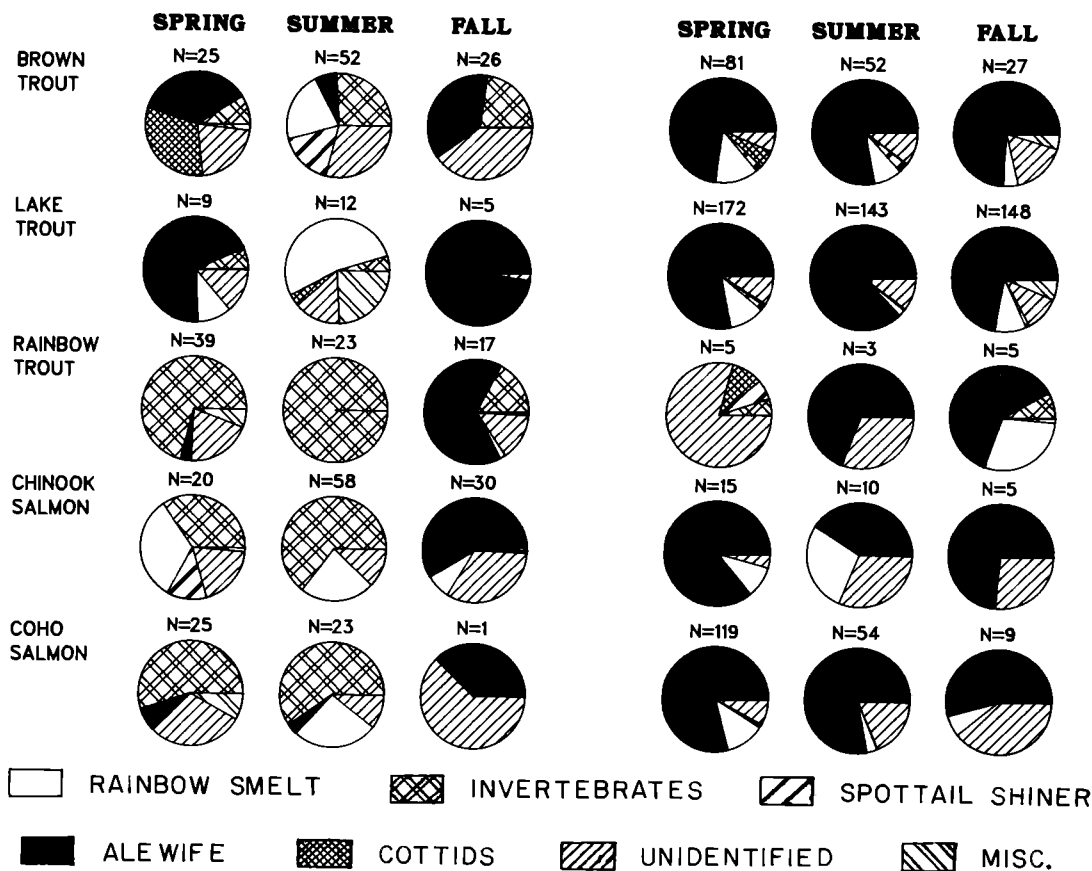 SPRING SUMMER FALL SPRING SUMMER FALL
BROWN TROUT
N=25 N=52 N=26 N=81 N=52 N=27
LAKE TROUT
N=9 N=12 N=5 N=172 N=143 N=148
RAINBOW TROUT
N=39 N=23 N=17 N=5 N=3 N=5
CHINOOK SALMON
N=20 N=58 N=30 N=15 N=10 N=5
COHO SALMON
N=25 N=23 N=1 N=119 N=54 N=9
RAINBOW SMELT INVERTEBRATES SPOTTAIL SHINER
ALEWIFE COTTIDS UNIDENTIFIED MISC.